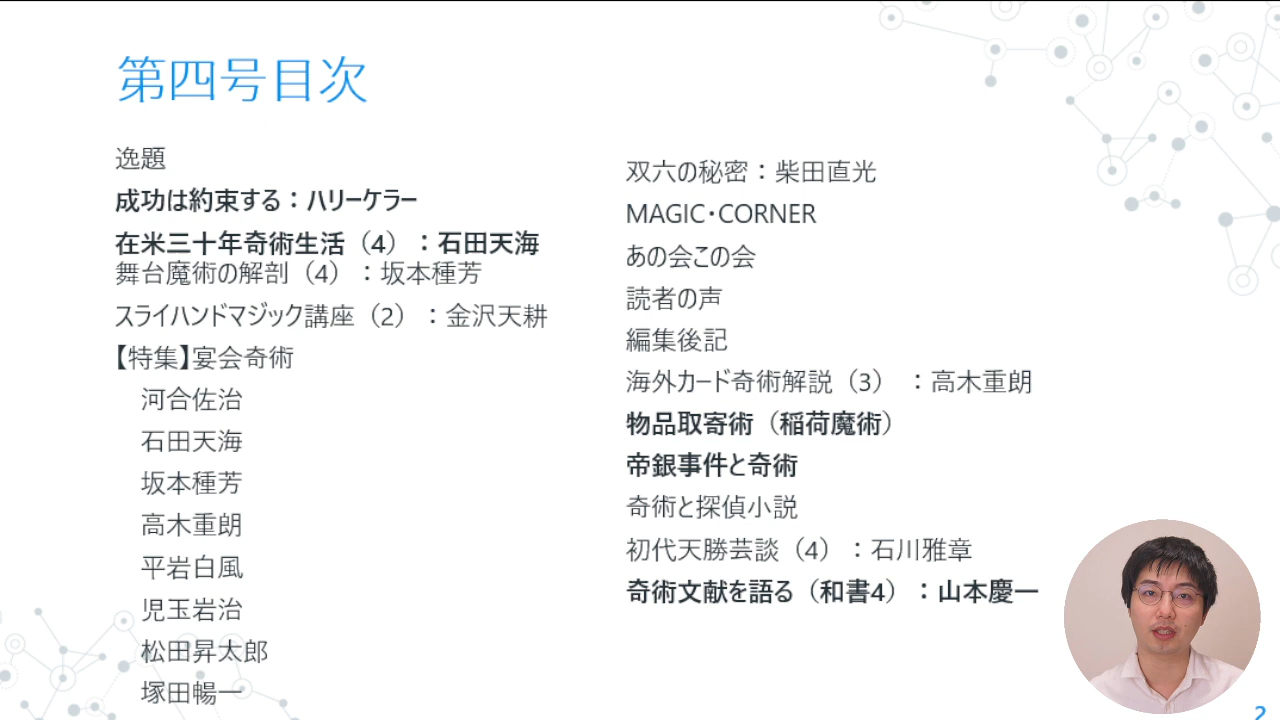 第四号目次
逸題
成功は約束する：ハリーケラー
在米三十年奇術生活（4）：石田天海
舞台魔術の解剖（4）：坂本種芳
スライハンドマジック講座（2）：金沢天耕
【特集】宴会奇術
河合佐治
石田天海
坂本種芳
高木重朗
平岩白風
児玉岩治
松田昇太郎
塚田暢一
双六の秘密：柴田直光
MAGIC・CORNER
あの会この会
読者の声
編集後記
海外カード奇術解説（3）：高木重朗
物品取寄術（稲荷魔術）
帝銀事件と奇術
奇術と探偵小説
初代天勝芸談（4）：石川雅章
奇術文献を語る（和書4）：山本慶一
2